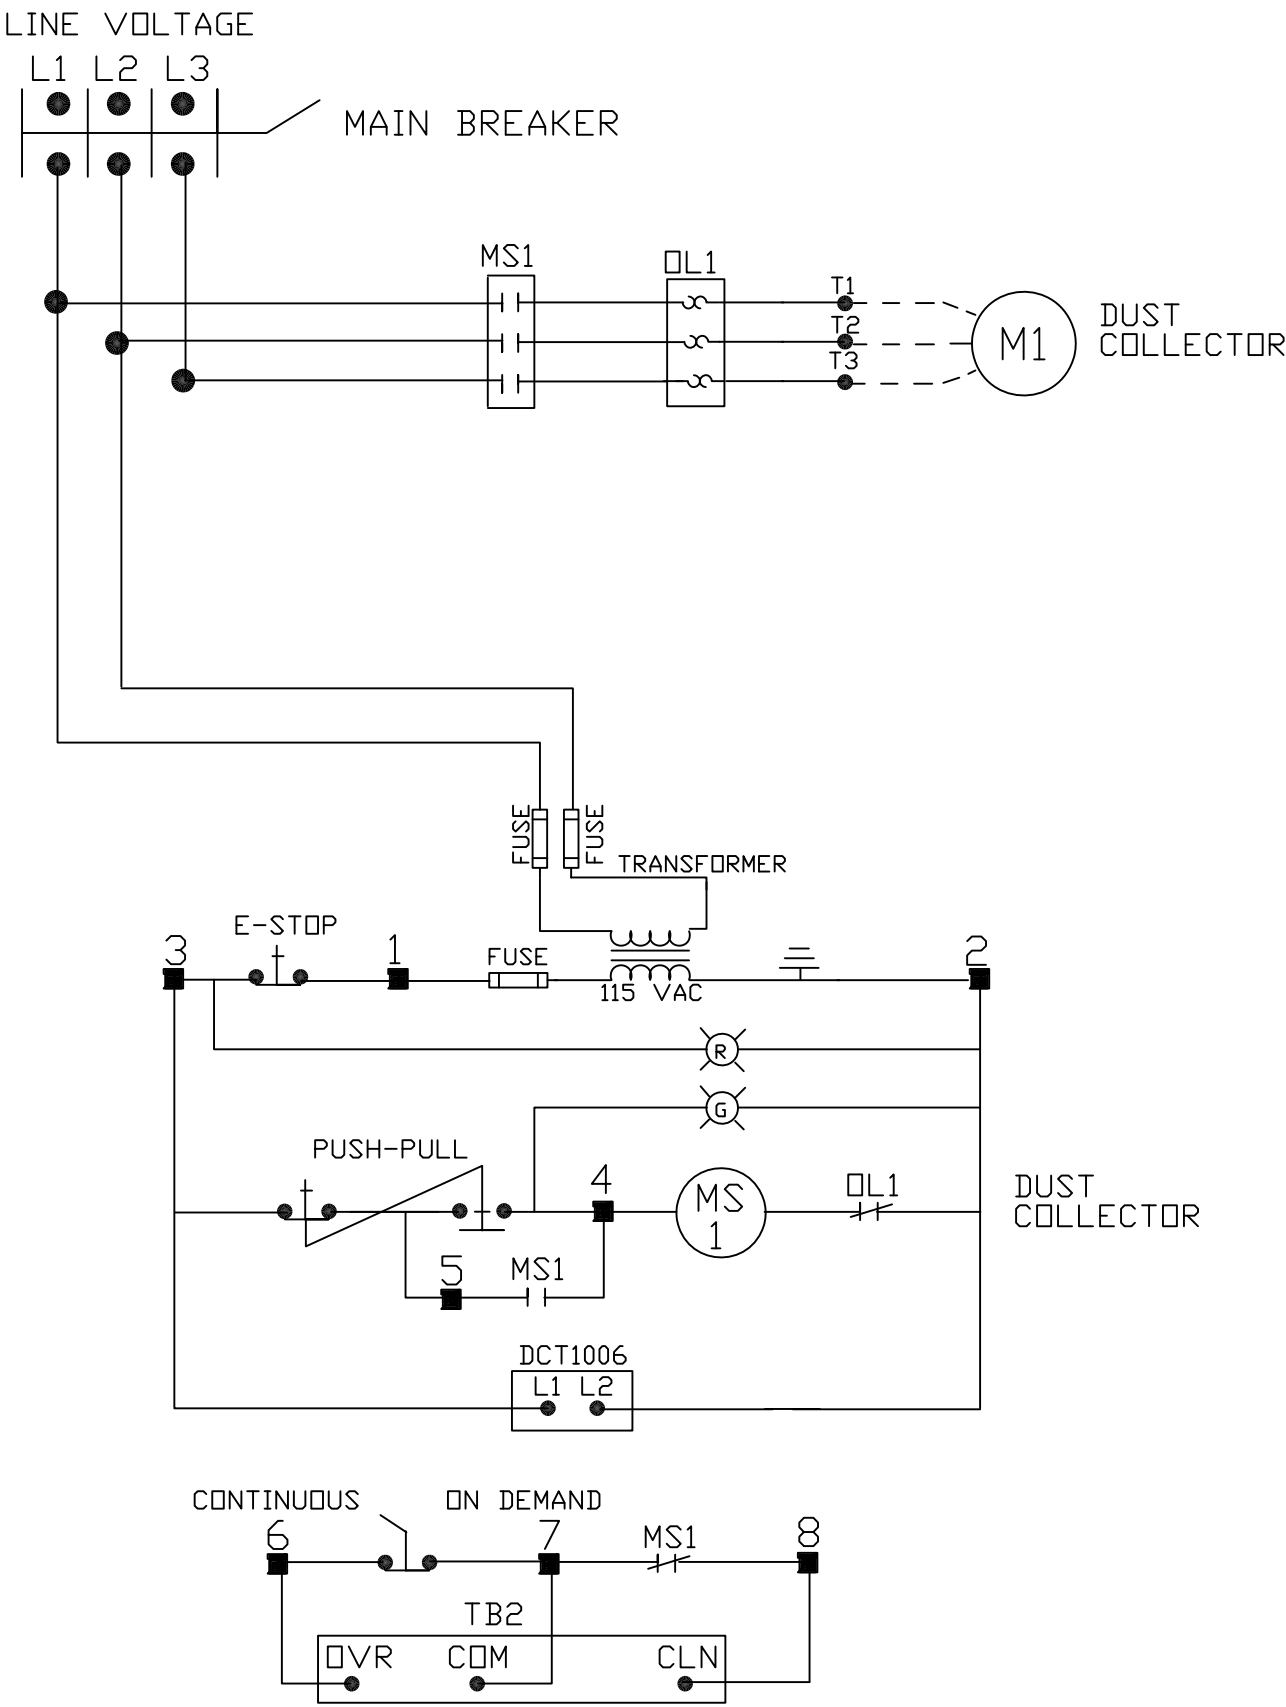 LINE VOLTAGE
L1 L2 L3
MAIN BREAKER
MS1
OL1
T1
T2
T3
M1
DUST
COLLECTOR
FUSE
FUSE
TRANSFORMER
E-STOP
3
1
FUSE
2
115 VAC
R
G
PUSH-PULL
4
MS
1
OL1
DUST
COLLECTOR
5
MS1
DCT1006
L1 L2
CONTINUOUS
ON DEMAND
6
7
MS1
8
TB2
OVR COM CLN